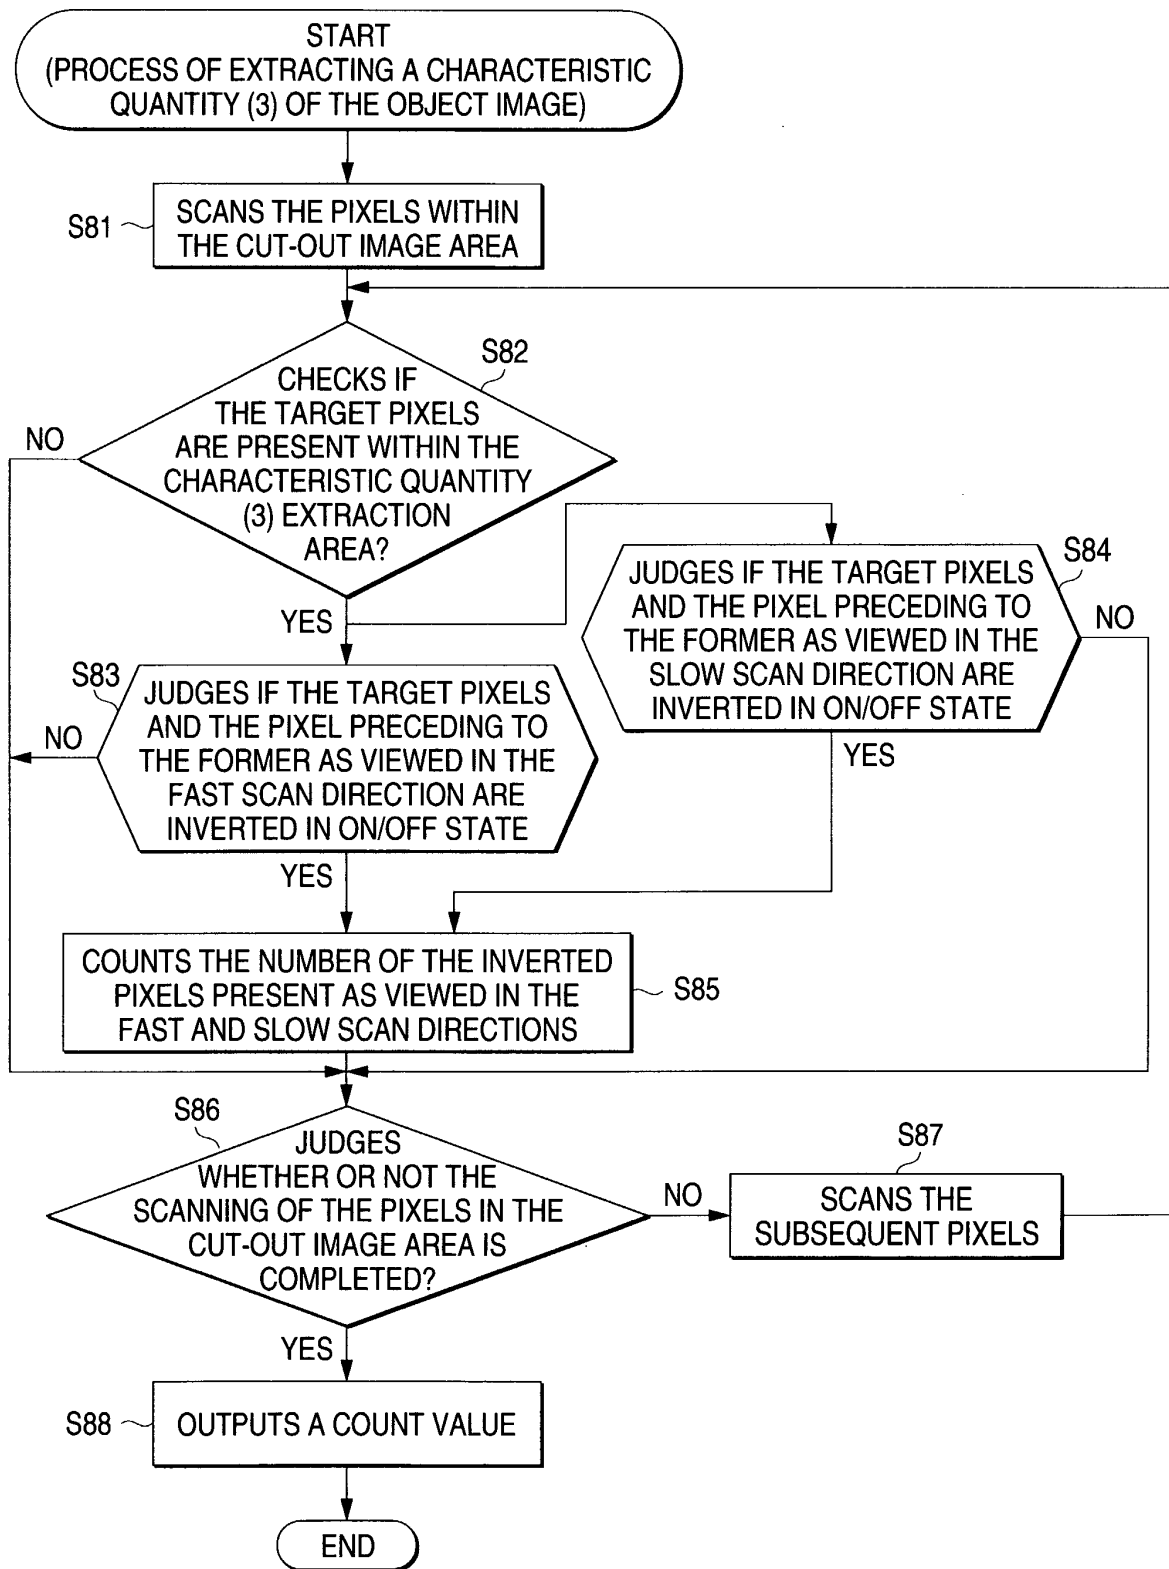 START
(PROCESS OF EXTRACTING A CHARACTERISTIC
QUANTITY (3) OF THE OBJECT IMAGE)
S81
SCANS THE PIXELS WITHIN
THE CUT-OUT IMAGE AREA
S82
CHECKS IF
THE TARGET PIXELS
ARE PRESENT WITHIN THE
CHARACTERISTIC QUANTITY
(3) EXTRACTION
AREA?
NO
YES
S84
JUDGES IF THE TARGET PIXELS
AND THE PIXEL PRECEDING TO
THE FORMER AS VIEWED IN THE
SLOW SCAN DIRECTION ARE
INVERTED IN ON/OFF STATE
NO
YES
S83
JUDGES IF THE TARGET PIXELS
AND THE PIXEL PRECEDING TO
THE FORMER AS VIEWED IN THE
FAST SCAN DIRECTION ARE
INVERTED IN ON/OFF STATE
NO
YES
COUNTS THE NUMBER OF THE INVERTED
PIXELS PRESENT AS VIEWED IN THE
FAST AND SLOW SCAN DIRECTIONS
S85
S86
JUDGES
WHETHER OR NOT THE
SCANNING OF THE PIXELS IN THE
CUT-OUT IMAGE AREA IS
COMPLETED?
NO
S87
SCANS THE
SUBSEQUENT PIXELS
YES
S88
OUTPUTS A COUNT VALUE
END